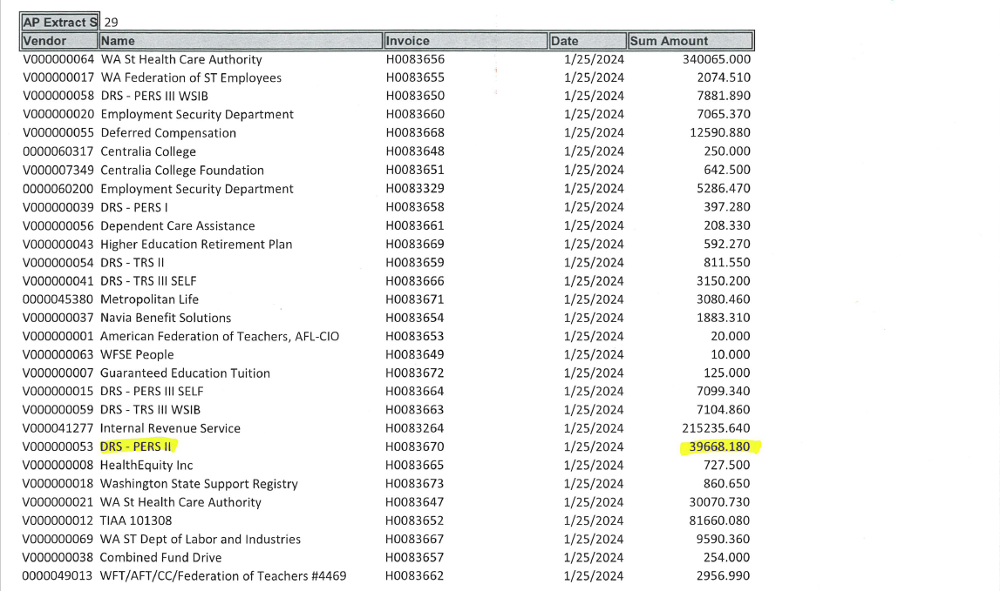 AP Extract S 29
Vendor Name Invoice Date Sum Amount
V000000064 WA St Health Care Authority H0083656 1/25/2024 340065.000
V000000017 WA Federation of ST Employees H0083655 1/25/2024 2074.510
V000000058 DRS - PERS III WSIB H0083650 1/25/2024 7881.890
V000000020 Employment Security Department H0083660 1/25/2024 7065.370
V000000055 Deferred Compensation H0083668 1/25/2024 12590.880
0000060317 Centralia College H0083648 1/25/2024 250.000
V000007349 Centralia College Foundation H0083651 1/25/2024 642.500
0000060200 Employment Security Department H0083329 1/25/2024 5286.470
V000000039 DRS - PERS I H0083658 1/25/2024 397.280
V000000056 Dependent Care Assistance H0083661 1/25/2024 208.330
V000000043 Higher Education Retirement Plan H0083669 1/25/2024 592.270
V000000054 DRS - TRS II H0083659 1/25/2024 811.550
V000000041 DRS - TRS III SELF H0083666 1/25/2024 3150.200
0000045380 Metropolitan Life H0083671 1/25/2024 3080.460
V000000037 Navia Benefit Solutions H0083654 1/25/2024 1883.310
V000000001 American Federation of Teachers, AFL-CIO H0083653 1/25/2024 20.000
V000000063 WFSE People H0083649 1/25/2024 10.000
V000000007 Guaranteed Education Tuition H0083672 1/25/2024 125.000
V000000015 DRS - PERS III SELF H0083664 1/25/2024 7099.340
V000000059 DRS - TRS III WSIB H0083663 1/25/2024 7104.860
V000041277 Internal Revenue Service H0083264 1/25/2024 215235.640
V000000053 DRS - PERS II H0083670 1/25/2024 39668.180
V000000008 HealthEquity Inc H0083665 1/25/2024 727.500
V000000018 Washington State Support Registry H0083673 1/25/2024 860.650
V000000021 WA St Health Care Authority H0083647 1/25/2024 30070.730
V000000012 TIAA 101308 H0083652 1/25/2024 81660.080
V000000069 WA ST Dept of Labor and Industries H0083667 1/25/2024 9590.360
V000000038 Combined Fund Drive H0083657 1/25/2024 254.000
0000049013 WFT/AFT/CC/Federation of Teachers #4469 H0083662 1/25/2024 2956.990